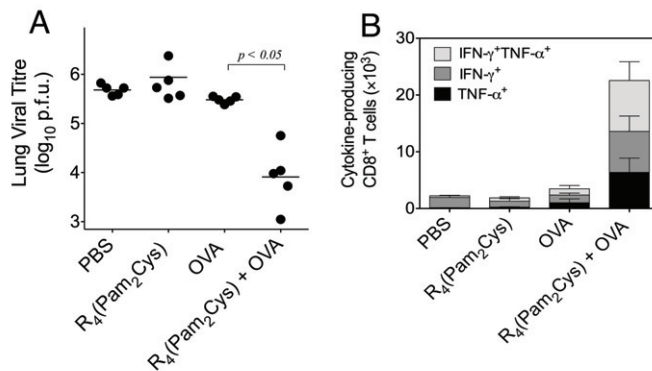 A
Lung Viral Titre
(log₁₀ p.f.u.)
6
5
4
3
p < 0.05
PBS
R₄(Pam₂Cys)
OVA
R₄(Pam₂Cys) + OVA
B
Cytokine-producing
CD8⁺ T cells (×10³)
30
20
10
0
IFN-γ⁺TNF-α⁺
IFN-γ⁺
TNF-α⁺
PBS
R₄(Pam₂Cys)
OVA
R₄(Pam₂Cys) + OVA